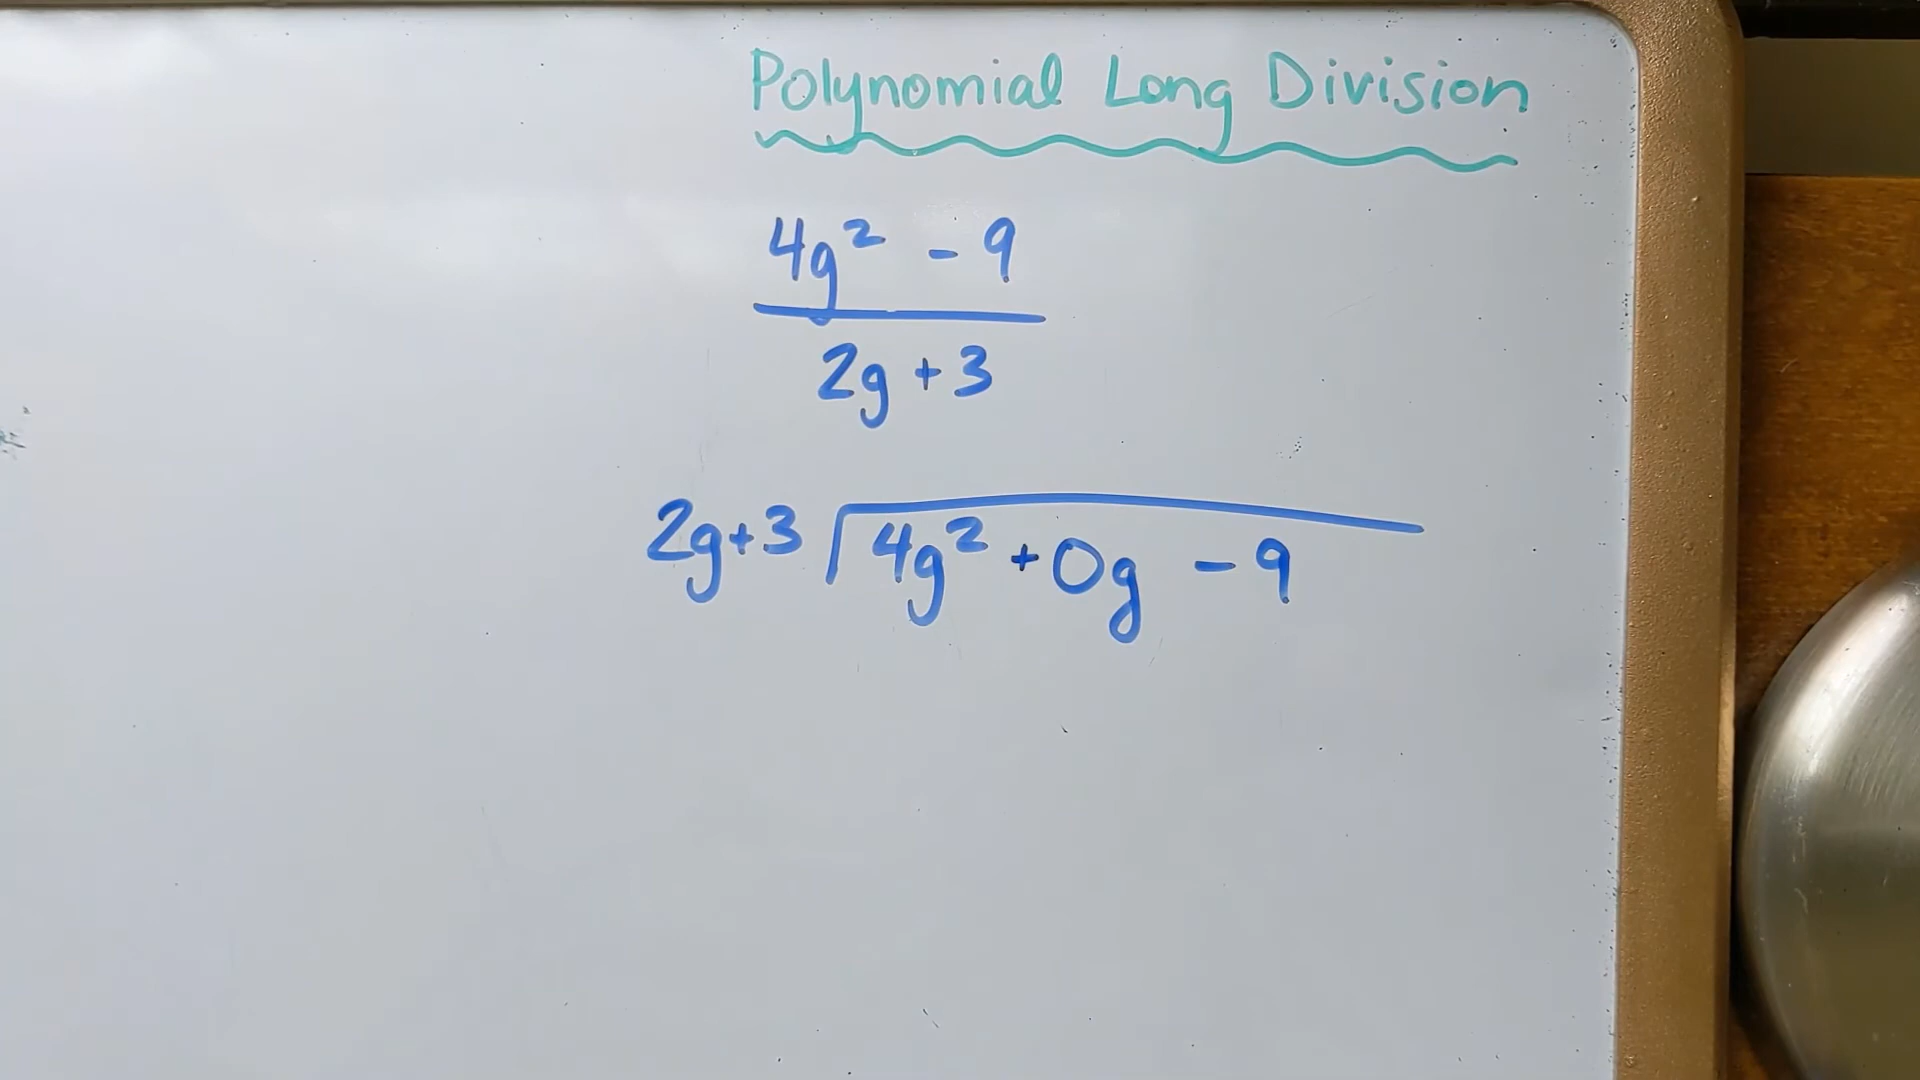 Polynomial Long Division
4g² - 9
2g + 3
2g+3 4g² + 0g - 9